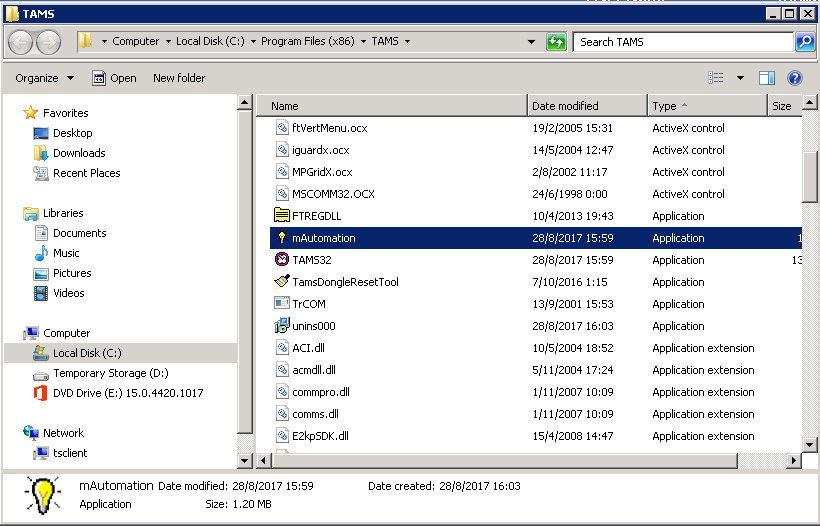 TAMS
Computer Local Disk (C:) Program Files (x86) TAMS Search TAMS
Organize Open New folder
Favorites
Desktop
Downloads
Recent Places
Libraries
Documents
Music
Pictures
Videos
Computer
Local Disk (C:)
Temporary Storage (D:)
DVD Drive (E:) 15.0.4420.1017
Network
tsclient
Name Date modified Type Size
ftVertMenu.ocx 19/2/2005 15:31 ActiveX control
iguardx.ocx 14/5/2004 12:47 ActiveX control
MPGridX.ocx 2/8/2002 11:17 ActiveX control
MSCOMM32.OCX 24/6/1998 0:00 ActiveX control
FTREGDLL 10/4/2013 19:43 Application
mAutomation 28/8/2017 15:59 Application 1
TAMS32 28/8/2017 15:59 Application 13
TamsDongleResetTool 7/10/2016 1:15 Application
TrCOM 13/9/2001 15:53 Application
unins000 28/8/2017 16:03 Application
ACI.dll 10/5/2004 18:52 Application extension
acmdll.dll 5/11/2004 17:24 Application extension
commpro.dll 1/11/2007 10:09 Application extension
comms.dll 1/11/2007 10:09 Application extension
E2kpSDK.dll 15/4/2008 14:47 Application extension
mAutomation Date modified: 28/8/2017 15:59 Date created: 28/8/2017 16:03
Application Size: 1.20 MB